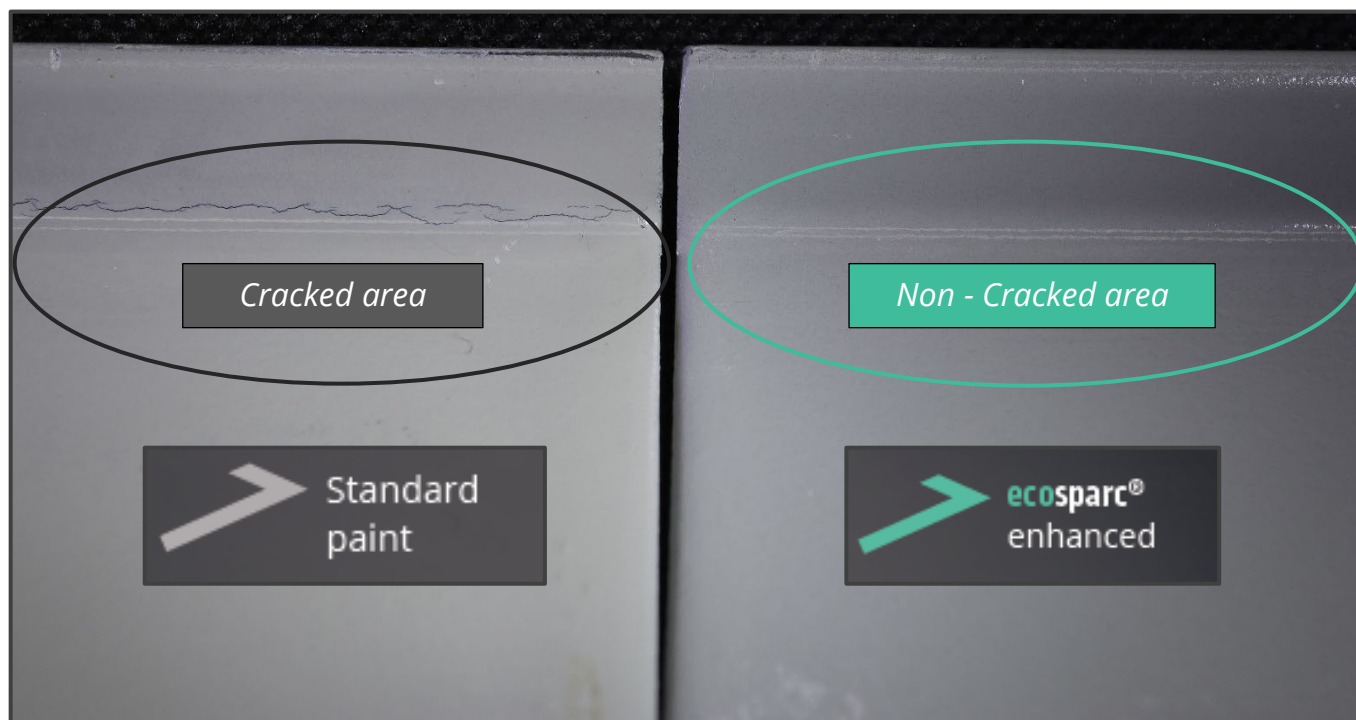 Cracked area
Non - Cracked area
Standard
paint
ecosparc®
enhanced